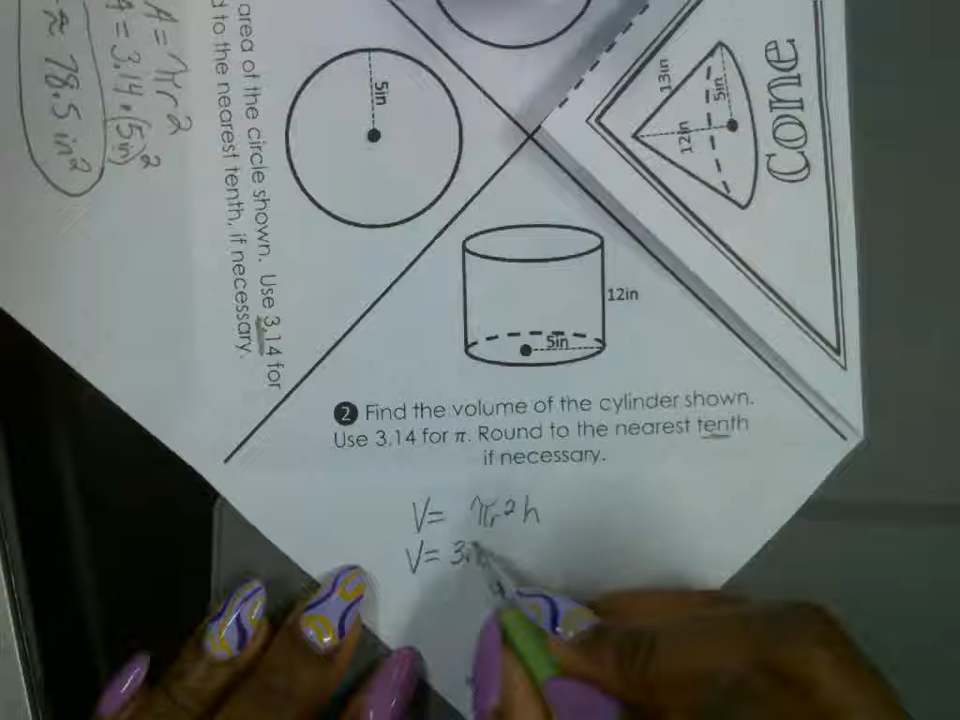 A = πr²
A = 3.14 • (5in)²
≈ 78.5 in²
area of the circle shown. Use 3.14 for
to the nearest tenth, if necessary.
5in
Cone
13in
12in
5in
12in
5in
2 Find the volume of the cylinder shown.
Use 3.14 for π. Round to the nearest tenth
if necessary.
V = πr²h
V = 3.